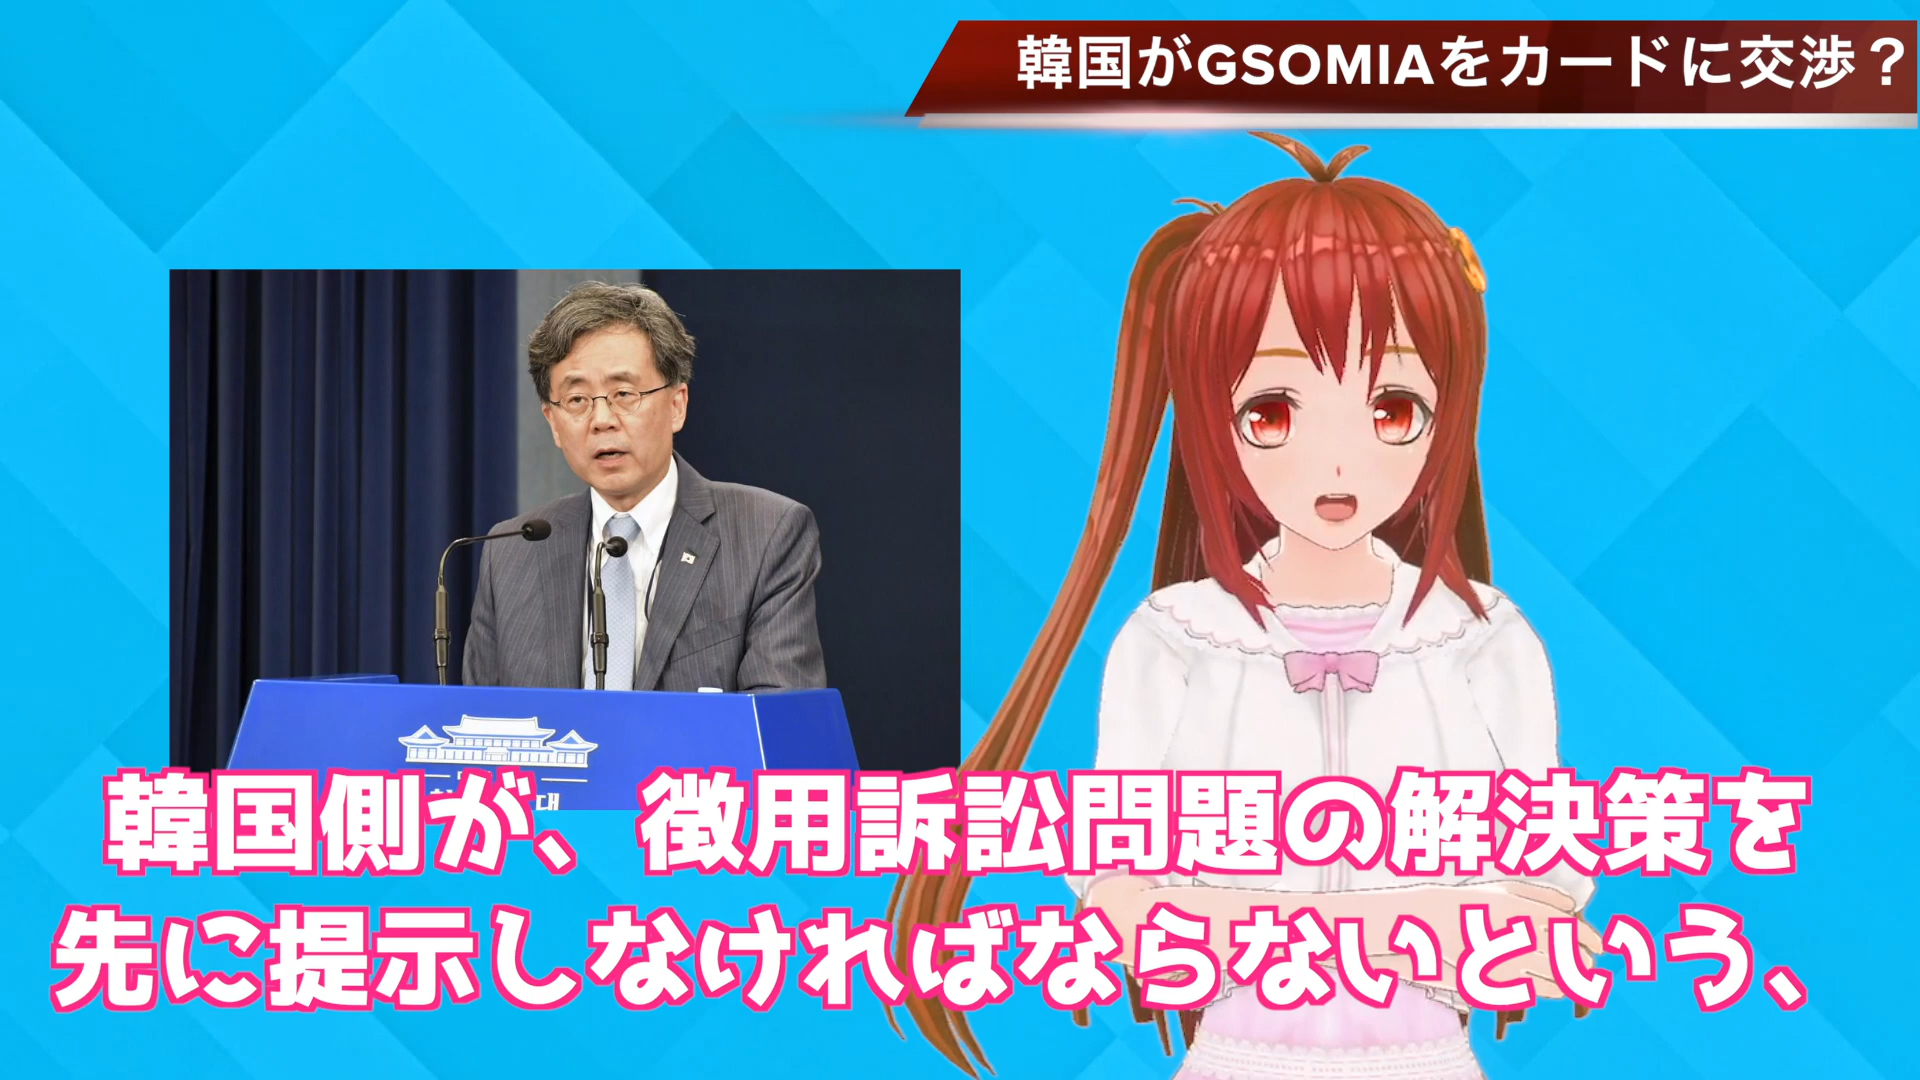 韓国がGSOMIAをカードに交渉？
韓国側が、徴用訴訟問題の解決策を
先に提示しなければならないという、